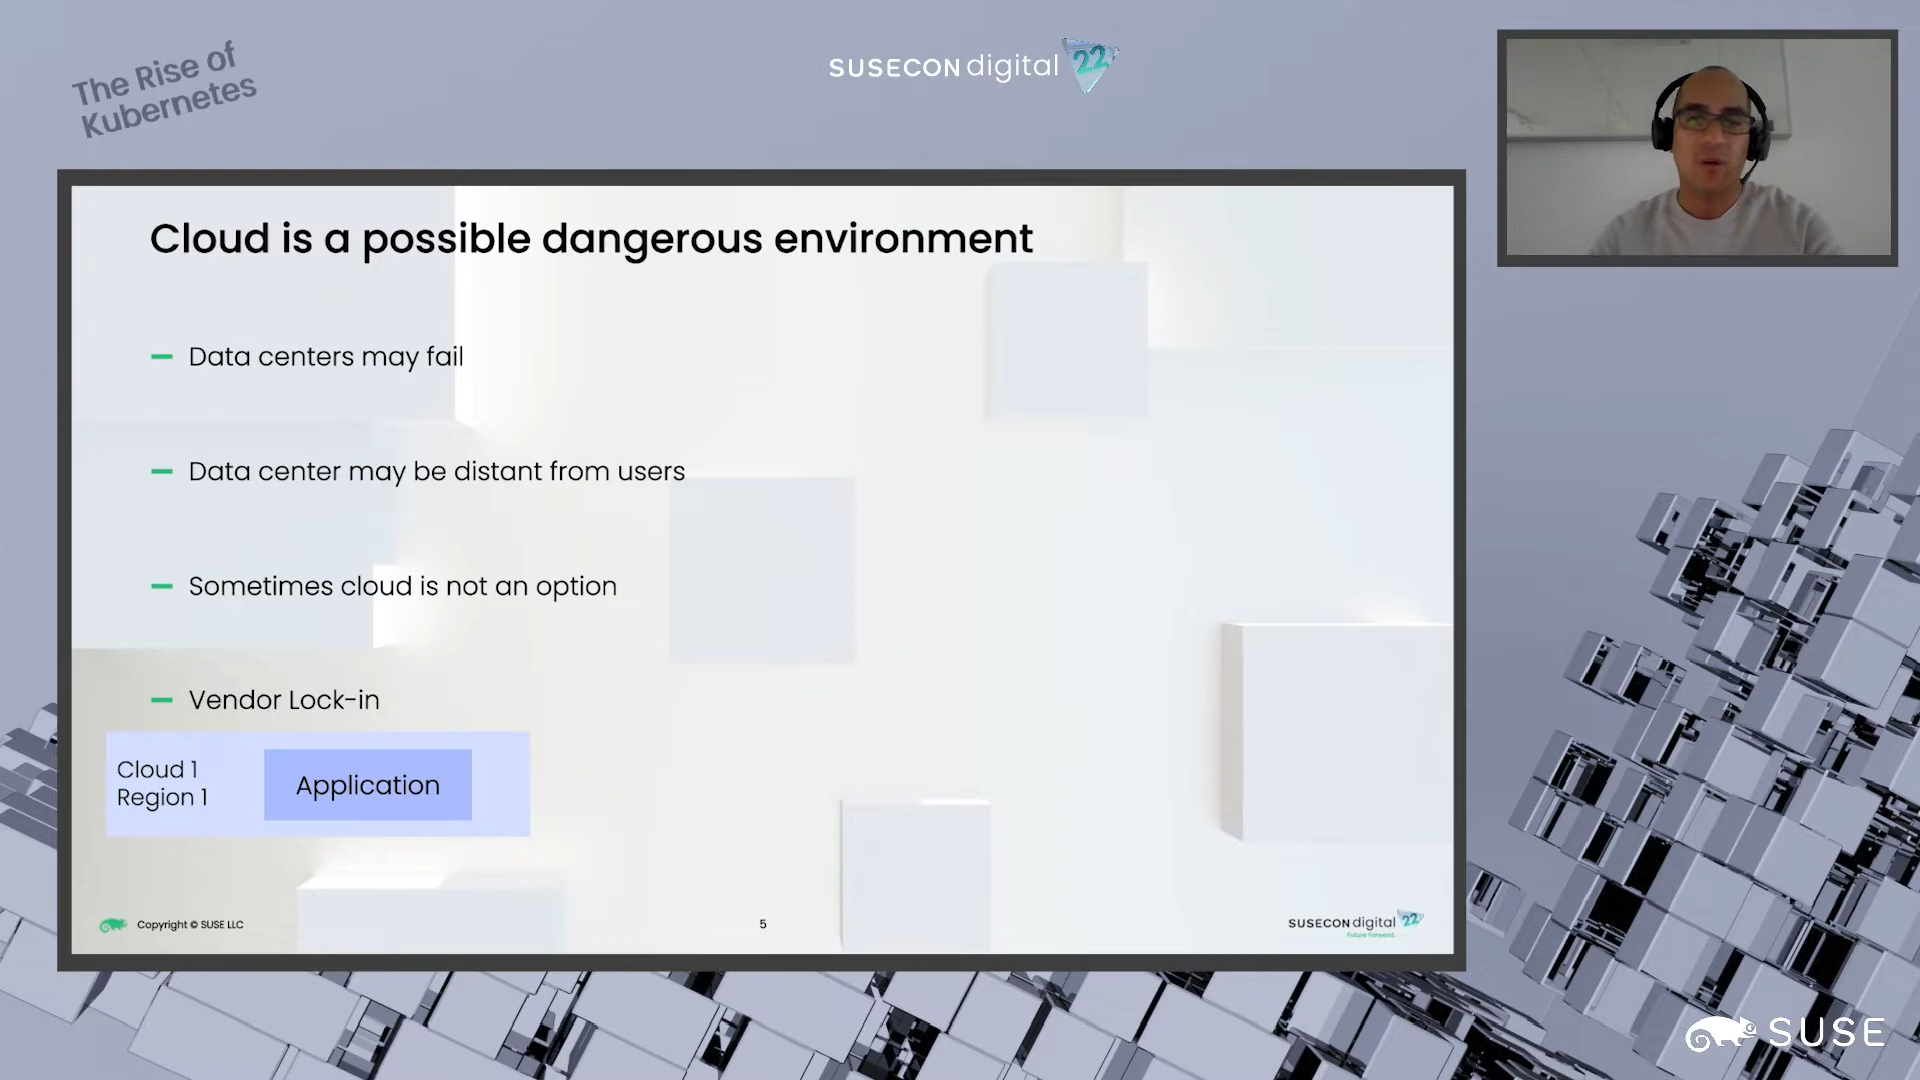 The Rise of
Kubernetes
SUSECON digital 22
Cloud is a possible dangerous environment
Data centers may fail
Data center may be distant from users
Sometimes cloud is not an option
Vendor Lock-in
Cloud 1
Region 1
Application
Copyright © SUSE LLC
5
SUSECON digital 22
Future Forward.
SUSE